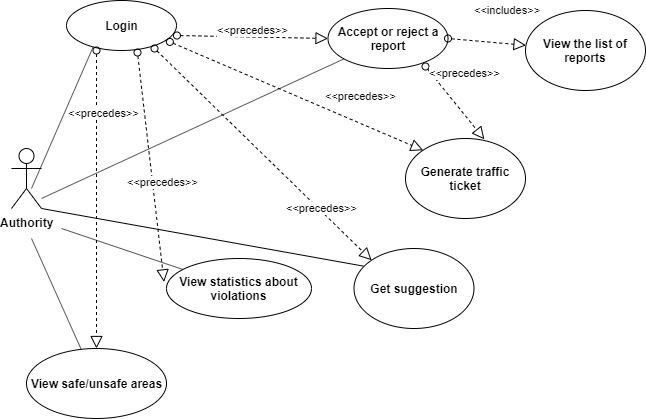 <<includes>>
Login
<<precedes>>
Accept or reject a
report
View the list of
reports
<<precedes>>
<<precedes>>
<<precedes>>
Generate traffic
ticket
<<precedes>>
<<precedes>>
Authority
View statistics about
violations
Get suggestion
View safe/unsafe areas